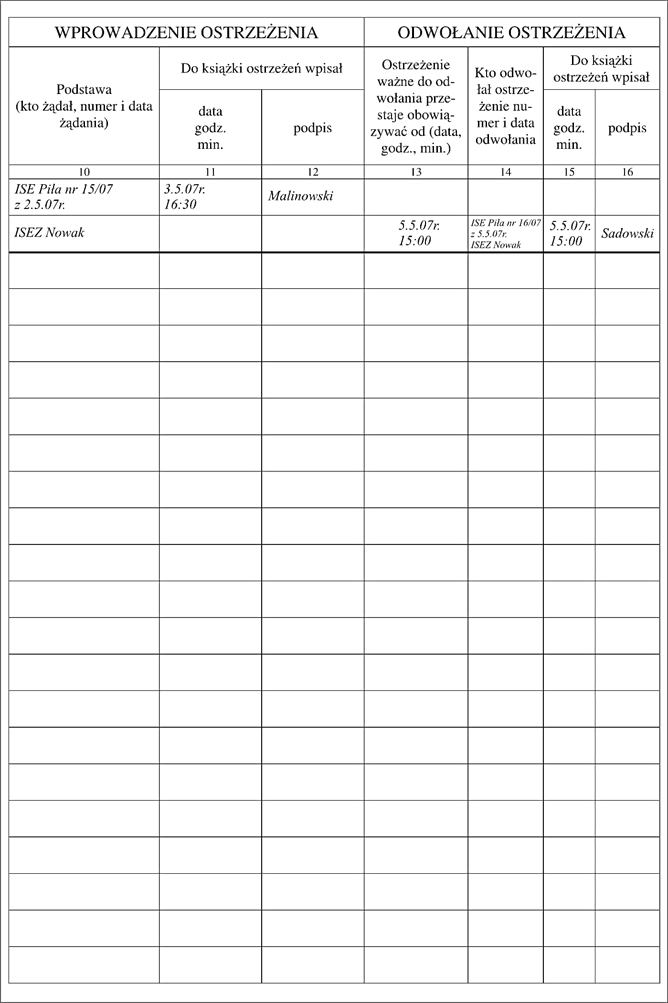 WPROWADZENIE OSTRZEŻENIA
ODWOŁANIE OSTRZEŻENIA
Podstawa
(kto żądał, numer i data
żądania)
Do książki ostrzeżeń wpisał
data
godz.
min.
podpis
Ostrzeżenie
ważne do od-
wołania prze-
staje obowią-
zywać od (data,
godz., min.)
Kto odwo-
łał ostrze-
żenie nu-
mer i data
odwołania
Do książki
ostrzeżeń wpisał
data
godz.
min.
podpis
10 11 12 13 14 15 16
ISE Piła nr 15/07
z 2.5.07r.
3.5.07r.
16:30
Malinowski
ISEZ Nowak
5.5.07r.
15:00
ISE Piła nr 16/07
z 5.5.07r.
ISEZ Nowak
5.5.07r.
15:00
Sadowski